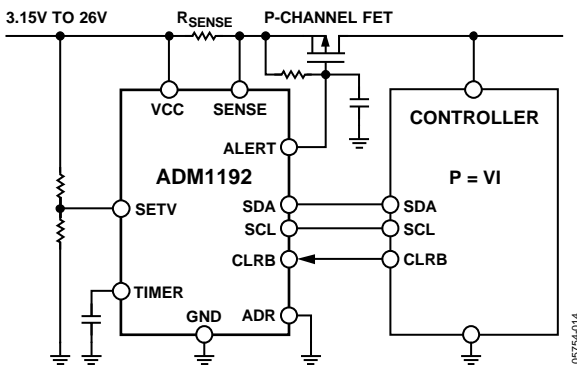 3.15V TO 26V
R_SENSE
P-CHANNEL FET
VCC
SENSE
ALERT
ADM1192
SETV
SDA
SCL
CLRB
TIMER
GND
ADR
CONTROLLER
P = VI
SDA
SCL
CLRB
05754-014